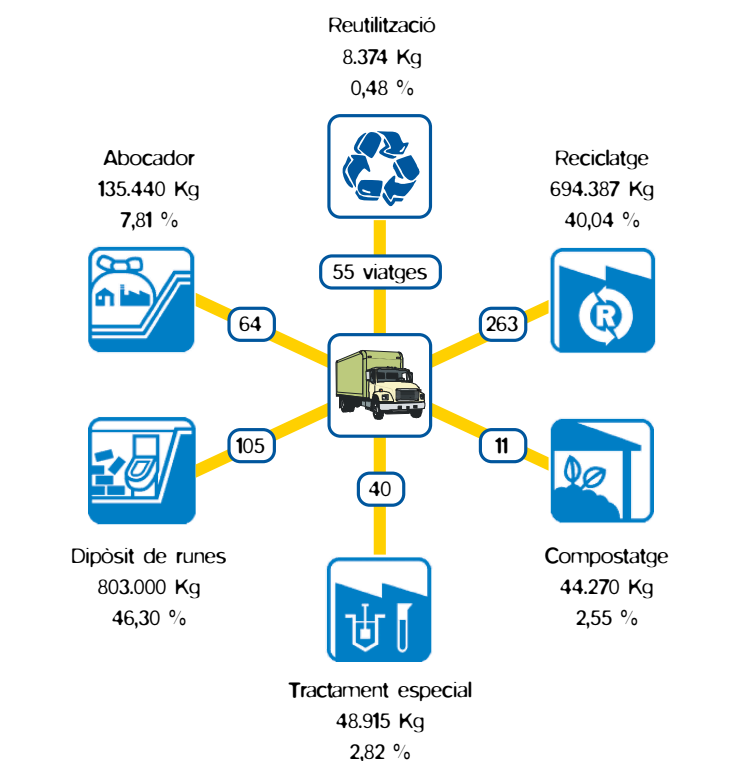 Reutilització
8.374 Kg
0,48 %
Abocador
135.440 Kg
7,81 %
Reciclatge
694.387 Kg
40,04 %
55 viatges
64
263
R
105
11
40
Dipòsit de runes
803.000 Kg
46,30 %
Compostatge
44.270 Kg
2,55 %
Tractament especial
48.915 Kg
2,82 %